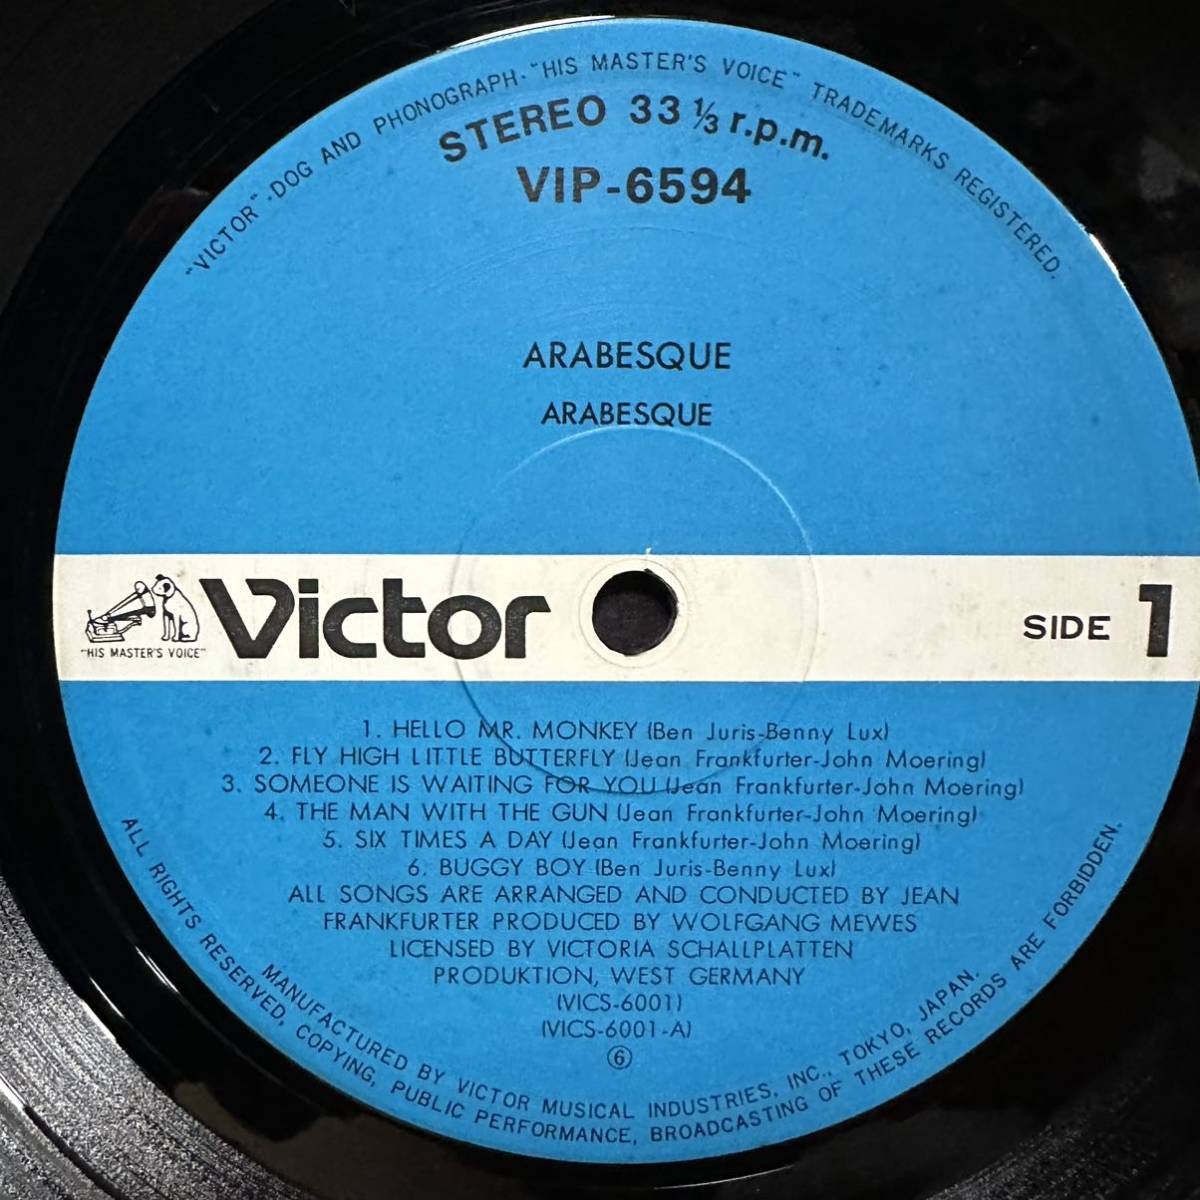 "VICTOR"・DOG AND PHONOGRAPH・"HIS MASTER'S VOICE" TRADEMARKS REGISTERED.
STEREO 33 1/3 r.p.m.
VIP-6594
ARABESQUE
ARABESQUE
"HIS MASTER'S VOICE"
Victor
SIDE 1
1. HELLO MR. MONKEY (Ben Juris-Benny Lux)
2. FLY HIGH LITTLE BUTTERFLY (Jean Frankfurter-John Moering)
3. SOMEONE IS WAITING FOR YOU (Jean Frankfurter-John Moering)
4. THE MAN WITH THE GUN (Jean Frankfurter-John Moering)
5. SIX TIMES A DAY (Jean Frankfurter-John Moering)
6. BUGGY BOY (Ben Juris-Benny Lux)
ALL SONGS ARE ARRANGED AND CONDUCTED BY JEAN
FRANKFURTER PRODUCED BY WOLFGANG MEWES
LICENSED BY VICTORIA SCHALLPLATTEN
PRODUKTION, WEST GERMANY
(VICS-6001)
(VICS-6001-A)
⑥
MANUFACTURED BY VICTOR MUSICAL INDUSTRIES, INC., TOKYO, JAPAN.
ALL RIGHTS RESERVED, COPYING, PUBLIC PERFORMANCE, BROADCASTING OF THESE RECORDS ARE FORBIDDEN.